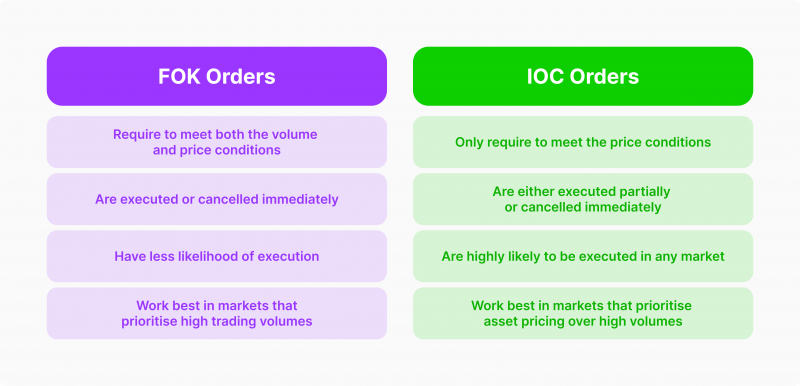 FOK Orders
IOC Orders
Require to meet both the volume
and price conditions
Only require to meet the price conditions
Are executed or cancelled immediately
Are either executed partially
or cancelled immediately
Have less likelihood of execution
Are highly likely to be executed in any market
Work best in markets that
prioritise high trading volumes
Work best in markets that prioritise
asset pricing over high volumes